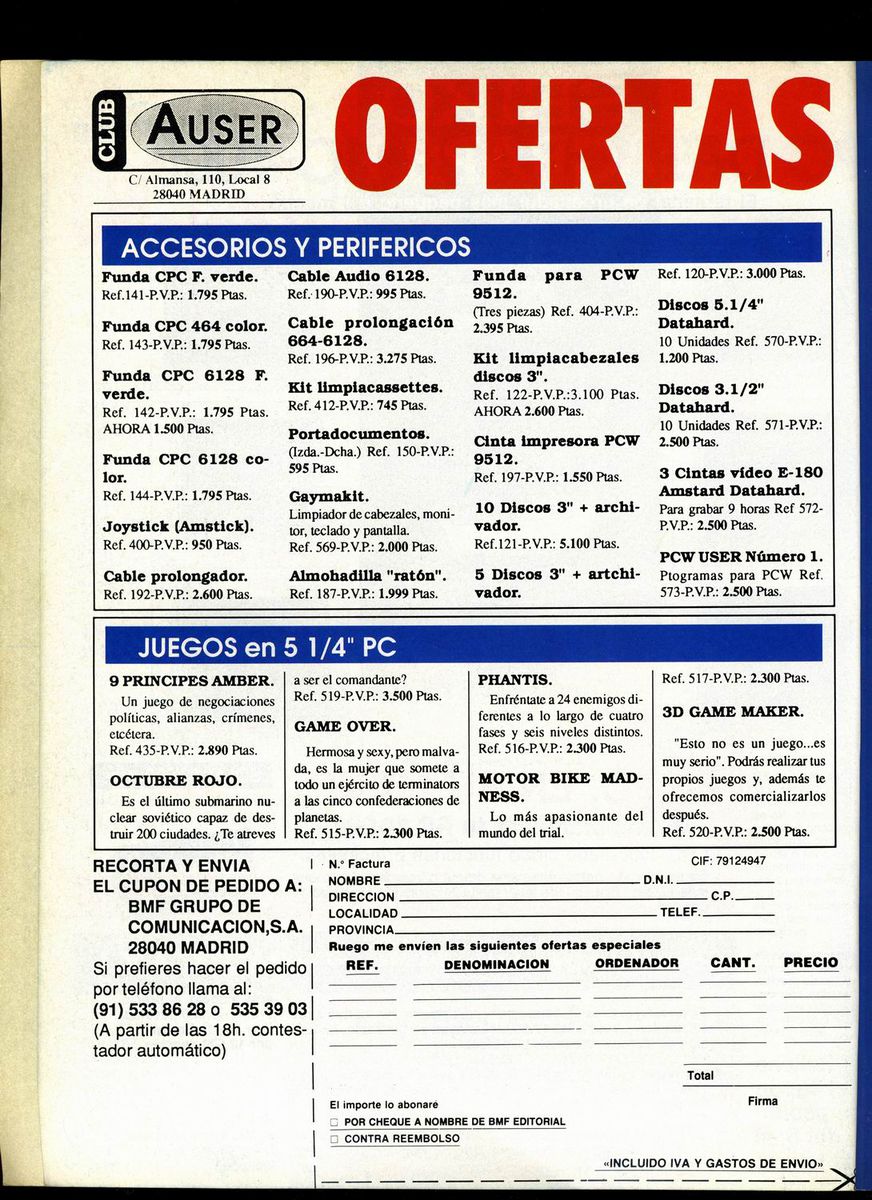 CLUB
AUSER
C/ Almansa, 110, Local 8
28040 MADRID
OFERTAS
ACCESORIOS Y PERIFERICOS
Funda CPC F. verde.
Ref.141-P.V.P.: 1.795 Ptas.
Funda CPC 464 color.
Ref. 143-P.V.P.: 1.795 Ptas.
Funda CPC 6128 F.
verde.
Ref. 142-P.V.P.: 1.795 Ptas.
AHORA 1.500 Ptas.
Funda CPC 6128 co-
lor.
Ref. 144-P.V.P.: 1.795 Ptas.
Joystick (Amstick).
Ref. 400-P.V.P.: 950 Ptas.
Cable prolongador.
Ref. 192-P.V.P.: 2.600 Ptas.
Cable Audio 6128.
Ref. 190-P.V.P.: 995 Ptas.
Cable prolongación
664-6128.
Ref. 196-P.V.P.: 3.275 Ptas.
Kit limpiacassettes.
Ref. 412-P.V.P.: 745 Ptas.
Portadocumentos.
(Izda.-Dcha.) Ref. 150-P.V.P.:
595 Ptas.
Gaymakit.
Limpiador de cabezales, moni-
tor, teclado y pantalla.
Ref. 569-P.V.P.: 2.000 Ptas.
Almohadilla "ratón".
Ref. 187-P.V.P.: 1.999 Ptas.
Funda para PCW
9512.
(Tres piezas) Ref. 404-P.V.P.:
2.395 Ptas.
Kit limpiacabezales
discos 3".
Ref. 122-P.V.P.:3.100 Ptas.
AHORA 2.600 Ptas.
Cinta impresora PCW
9512.
Ref. 197-P.V.P.: 1.550 Ptas.
10 Discos 3" + archi-
vador.
Ref.121-P.V.P.: 5.100 Ptas.
5 Discos 3" + artchi-
vador.
Ref. 120-P.V.P.: 3.000 Ptas.
Discos 5.1/4"
Datahard.
10 Unidades Ref. 570-P.V.P.:
1.200 Ptas.
Discos 3.1/2"
Datahard.
10 Unidades Ref. 571-P.V.P.:
2.500 Ptas.
3 Cintas vídeo E-180
Amstard Datahard.
Para grabar 9 horas Ref 572-
P.V.P.: 2.500 Ptas.
PCW USER Número 1.
Ptogramas para PCW Ref.
573-P.V.P.: 2.500 Ptas.
JUEGOS en 5 1/4" PC
9 PRINCIPES AMBER.
Un juego de negociaciones
políticas, alianzas, crímenes,
etcétera.
Ref. 435-P.V.P.: 2.890 Ptas.
OCTUBRE ROJO.
Es el último submarino nu-
clear soviético capaz de des-
truir 200 ciudades. ¿Te atreves
a ser el comandante?
Ref. 519-P.V.P.: 3.500 Ptas.
GAME OVER.
Hermosa y sexy, pero malva-
da, es la mujer que somete a
todo un ejército de terminators
a las cinco confederaciones de
planetas.
Ref. 515-P.V.P.: 2.300 Ptas.
PHANTIS.
Enfréntate a 24 enemigos di-
ferentes a lo largo de cuatro
fases y seis niveles distintos.
Ref. 516-P.V.P.: 2.300 Ptas.
MOTOR BIKE MAD-
NESS.
Lo más apasionante del
mundo del trial.
Ref. 517-P.V.P.: 2.300 Ptas.
3D GAME MAKER.
"Esto no es un juego...es
muy serio". Podrás realizar tus
propios juegos y, además te
ofrecemos comercializarlos
después.
Ref. 520-P.V.P.: 2.500 Ptas.
RECORTA Y ENVIA
EL CUPON DE PEDIDO A:
BMF GRUPO DE
COMUNICACION,S.A.
28040 MADRID
Si prefieres hacer el pedido
por teléfono llama al:
(91) 533 86 28 o 535 39 03
(A partir de las 18h. contes-
tador automático)
N.º Factura CIF: 79124947
NOMBRE D.N.I.
DIRECCION C.P.
LOCALIDAD TELEF.
PROVINCIA
Ruego me envíen las siguientes ofertas especiales
REF. DENOMINACION ORDENADOR CANT. PRECIO
Total
El importe lo abonaré Firma
POR CHEQUE A NOMBRE DE BMF EDITORIAL
CONTRA REEMBOLSO
«INCLUIDO IVA Y GASTOS DE ENVIO»